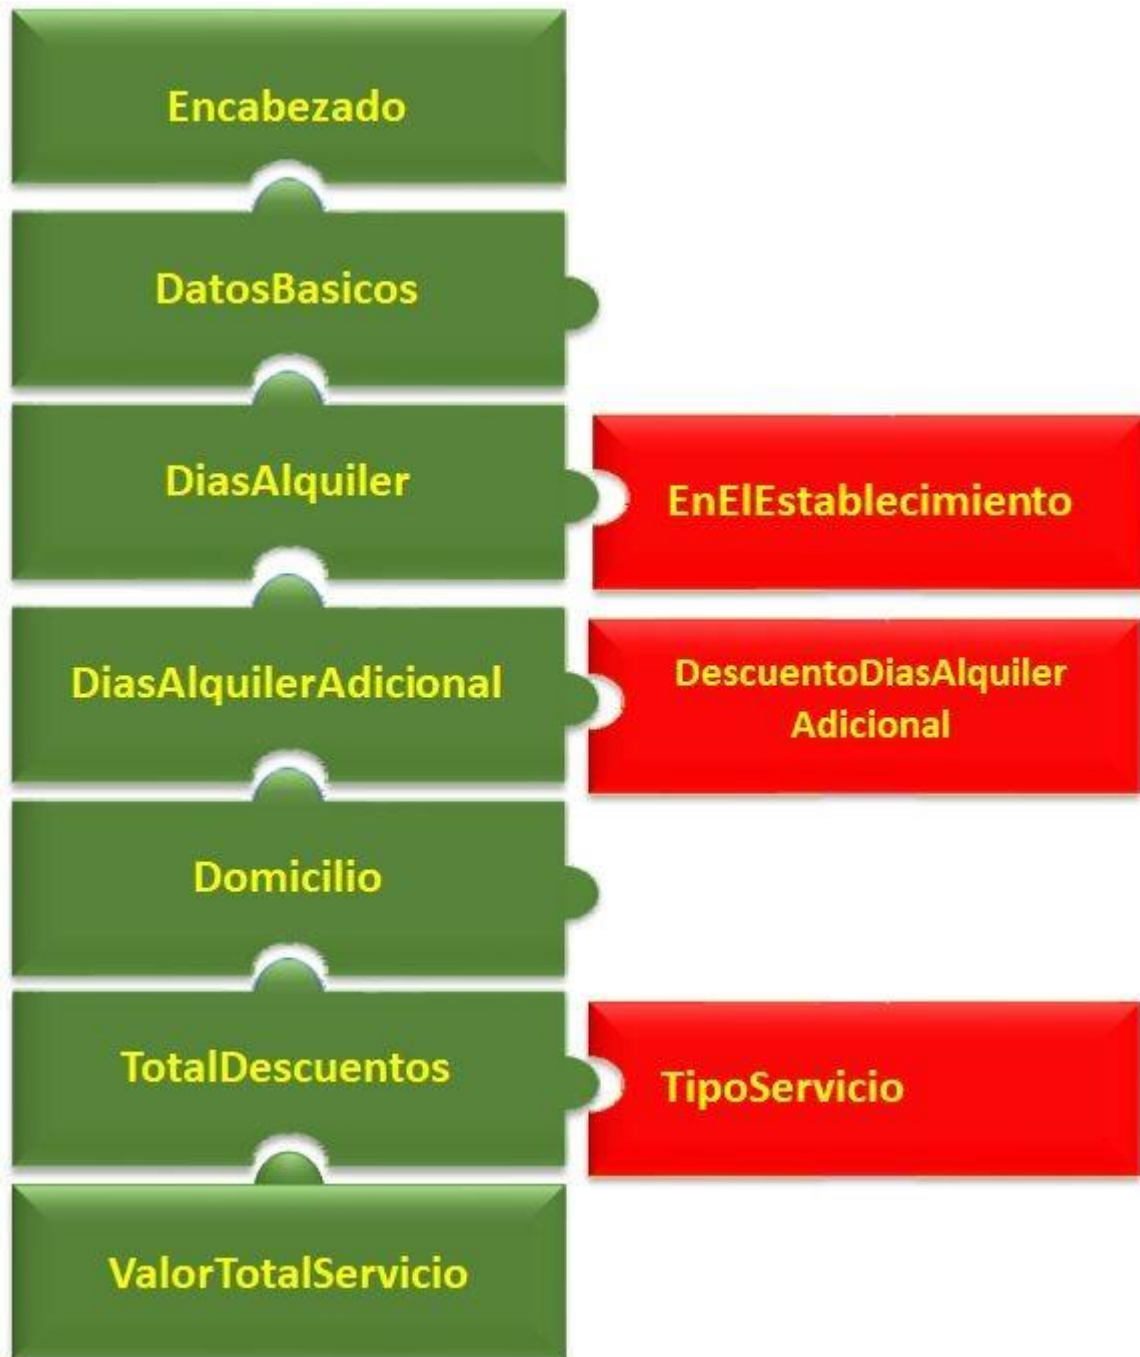 Encabezado
DatosBasicos
DiasAlquiler
EnElEstablecimiento
DiasAlquilerAdicional
DescuentoDiasAlquiler
Adicional
Domicilio
TotalDescuentos
TipoServicio
ValorTotalServicio